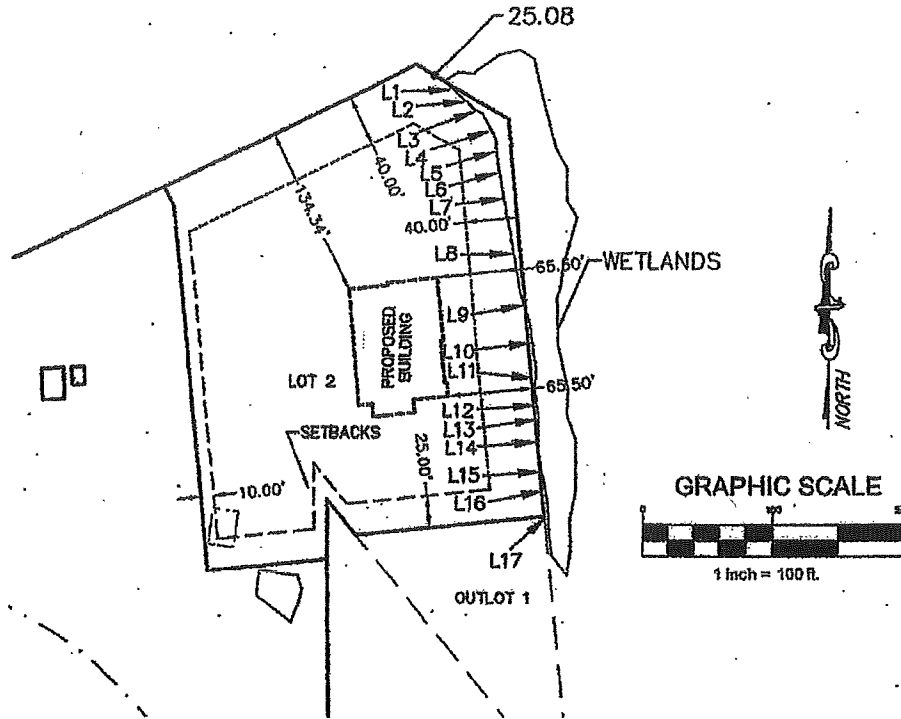 25.08
L1
L2
L3
L4
L5
L6
L7
40.00'
134.34'
40.00'
L8
65.50'
WETLANDS
L9
PROPOSED
BUILDING
L10
L11
LOT 2
65.50'
L12
L13
L14
SETBACKS
25.00'
L15
L16
10.00'
L17
OUTLOT 1
NORTH
GRAPHIC SCALE
0
100
1 inch = 100 ft.